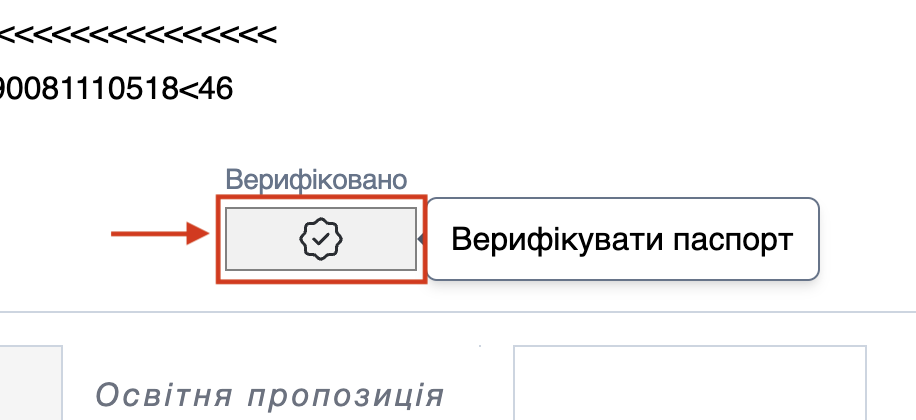 <<<<<<<<<<<<<<<
90081110518<46
Верифіковано
Верифікувати паспорт
Освітня пропозиція